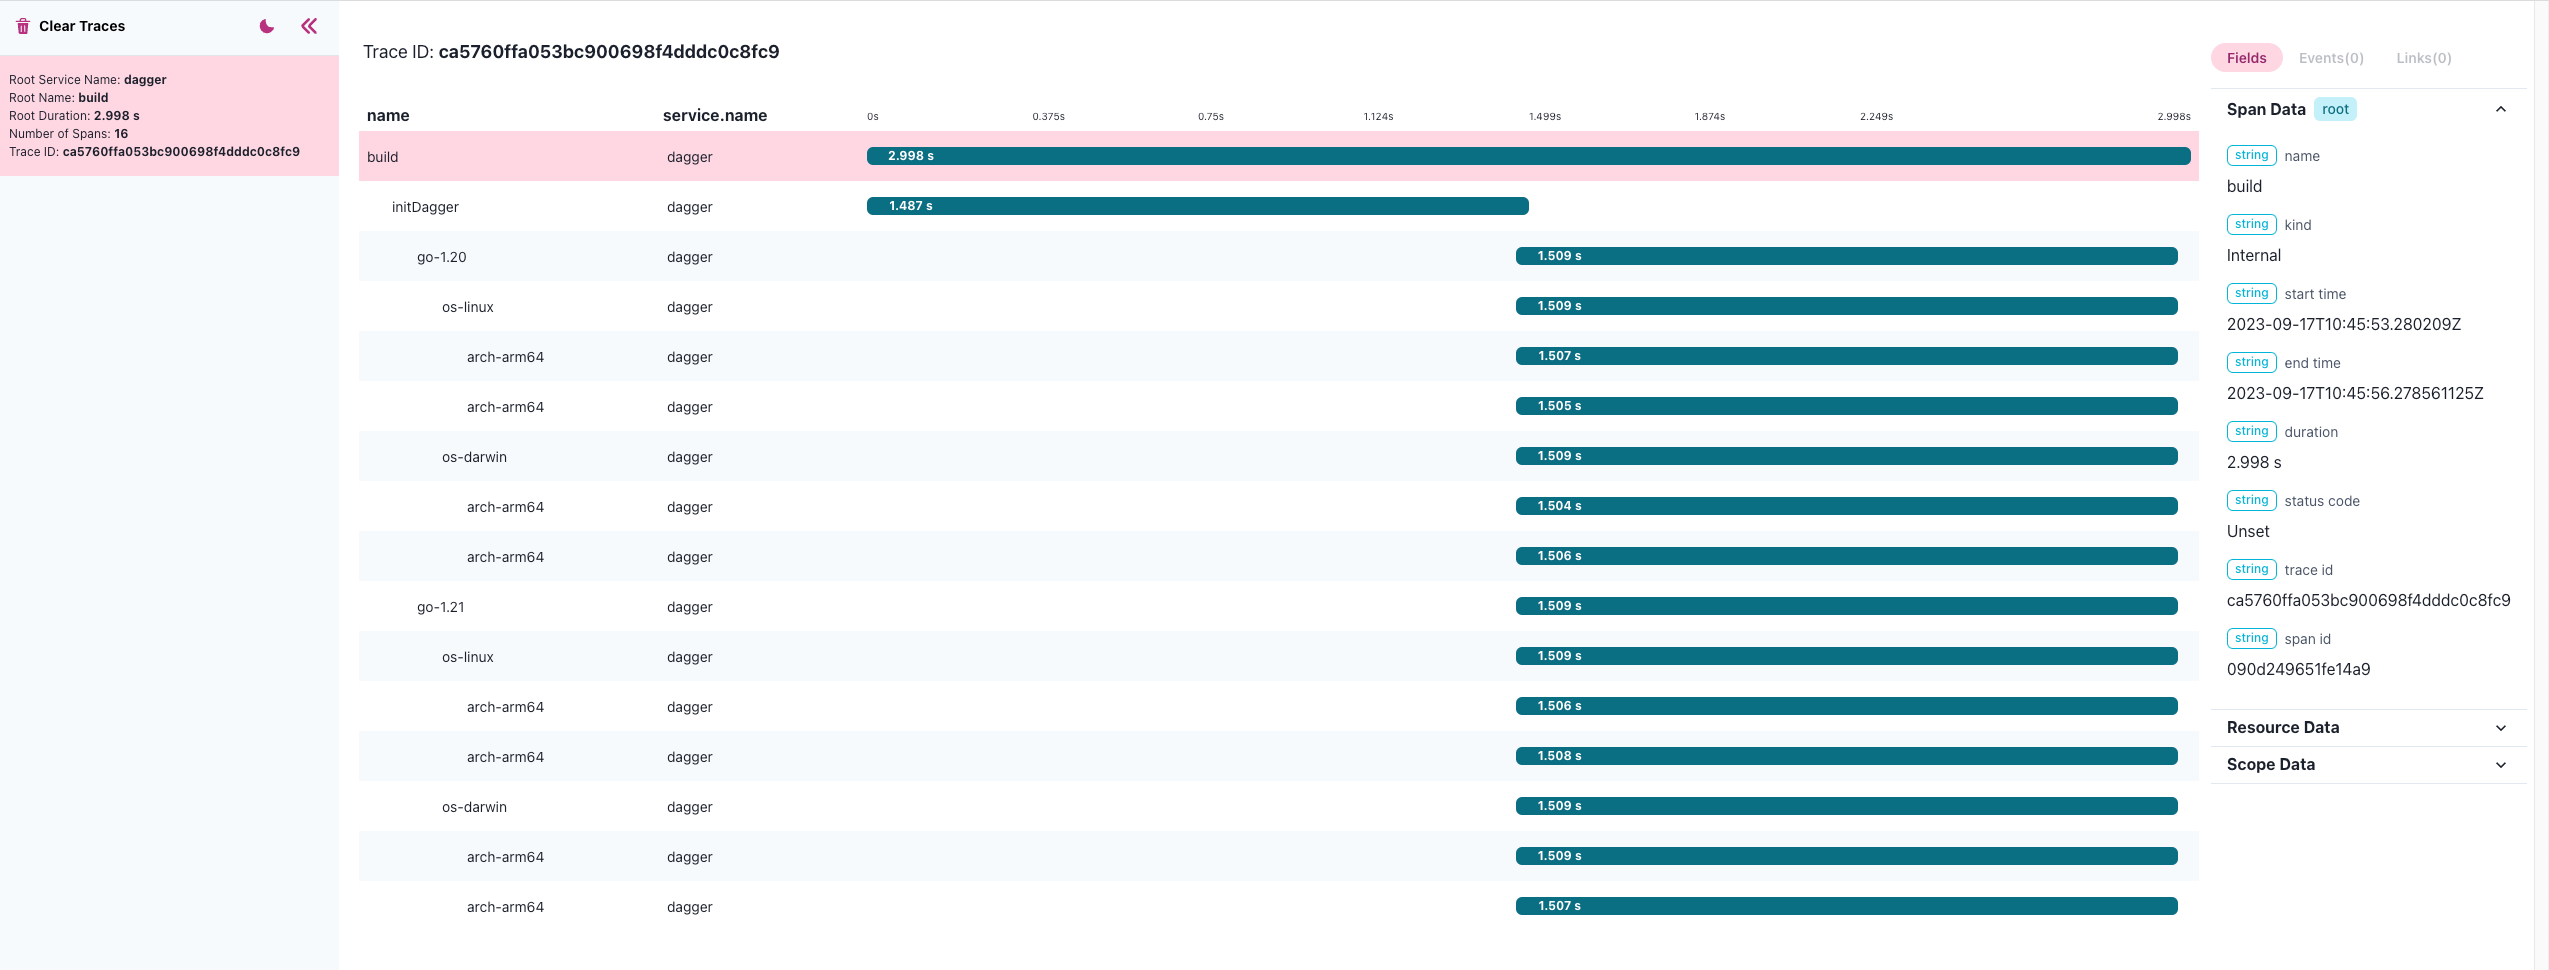 Clear Traces
Root Service Name: dagger
Root Name: build
Root Duration: 2.998 s
Number of Spans: 16
Trace ID: ca5760ffa053bc900698f4dddc0c8fc9
Trace ID: ca5760ffa053bc900698f4dddc0c8fc9
name service.name 0s 0.375s 0.75s 1.124s 1.499s 1.874s 2.249s 2.998s
build dagger 2.998 s
initDagger dagger 1.487 s
go-1.20 dagger 1.509 s
os-linux dagger 1.509 s
arch-arm64 dagger 1.507 s
arch-arm64 dagger 1.505 s
os-darwin dagger 1.509 s
arch-arm64 dagger 1.504 s
arch-arm64 dagger 1.506 s
go-1.21 dagger 1.509 s
os-linux dagger 1.509 s
arch-arm64 dagger 1.506 s
arch-arm64 dagger 1.508 s
os-darwin dagger 1.509 s
arch-arm64 dagger 1.509 s
arch-arm64 dagger 1.507 s
Fields Events(0) Links(0)
Span Data root
string name
build
string kind
Internal
string start time
2023-09-17T10:45:53.280209Z
string end time
2023-09-17T10:45:56.278561125Z
string duration
2.998 s
string status code
Unset
string trace id
ca5760ffa053bc900698f4dddc0c8fc9
string span id
090d249651fe14a9
Resource Data
Scope Data